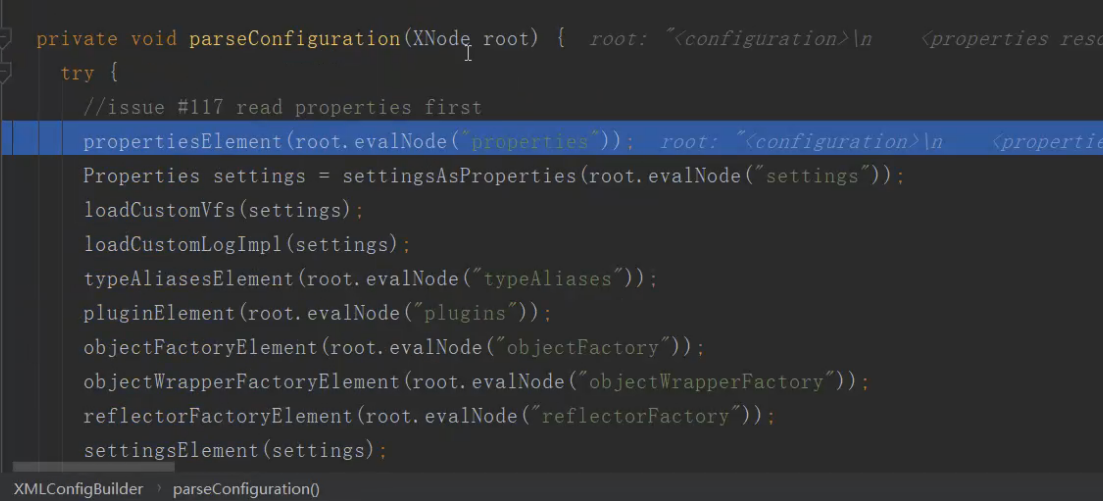 private void parseConfiguration(XNode root) {  root: "<configuration>\n    <properties reso
try {
//issue #117 read properties first
propertiesElement(root.evalNode("properties"));  root: "<configuration>\n    <propertie
Properties settings = settingsAsProperties(root.evalNode("settings"));
loadCustomVfs(settings);
loadCustomLogImpl(settings);
typeAliasesElement(root.evalNode("typeAliases"));
pluginElement(root.evalNode("plugins"));
objectFactoryElement(root.evalNode("objectFactory"));
objectWrapperFactoryElement(root.evalNode("objectWrapperFactory"));
reflectorFactoryElement(root.evalNode("reflectorFactory"));
settingsElement(settings);
XMLConfigBuilder › parseConfiguration()